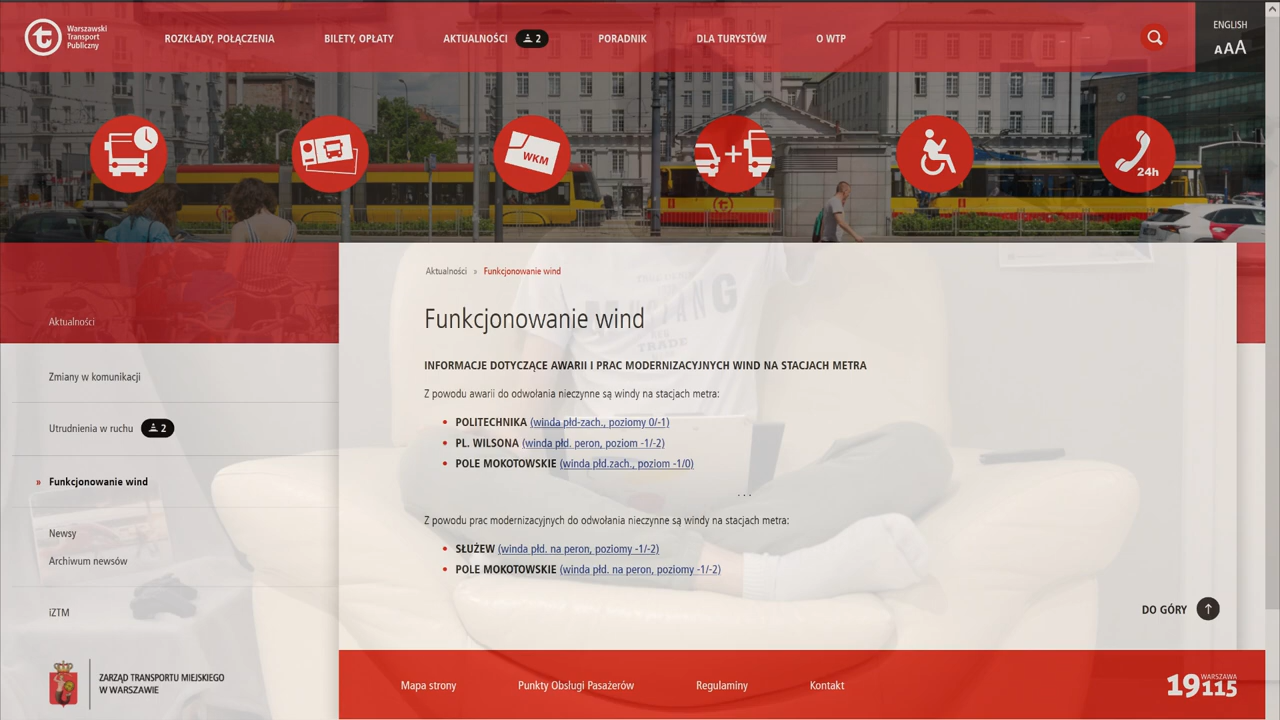 Warszawski
Transport
Publiczny
ROZKŁADY, POŁĄCZENIA
BILETY, OPŁATY
AKTUALNOŚCI 2
PORADNIK
DLA TURYSTÓW
O WTP
ENGLISH
AAA
WKM
24h
Aktualności » Funkcjonowanie wind
Funkcjonowanie wind
Aktualności
Zmiany w komunikacji
Utrudnienia w ruchu 2
» Funkcjonowanie wind
Newsy
Archiwum newsów
iZTM
ZARZĄD TRANSPORTU MIEJSKIEGO
W WARSZAWIE
INFORMACJE DOTYCZĄCE AWARII I PRAC MODERNIZACYJNYCH WIND NA STACJACH METRA
Z powodu awarii do odwołania nieczynne są windy na stacjach metra:
• POLITECHNIKA (winda płd-zach., poziomy 0/-1)
• PL. WILSONA (winda płd. peron, poziom -1/-2)
• POLE MOKOTOWSKIE (winda płd.zach., poziom -1/0)
. . .
Z powodu prac modernizacyjnych do odwołania nieczynne są windy na stacjach metra:
• SŁUŻEW (winda płd. na peron, poziomy -1/-2)
• POLE MOKOTOWSKIE (winda płd. na peron, poziomy -1/-2)
DO GÓRY
Mapa strony
Punkty Obsługi Pasażerów
Regulaminy
Kontakt
WARSZAWA
19115